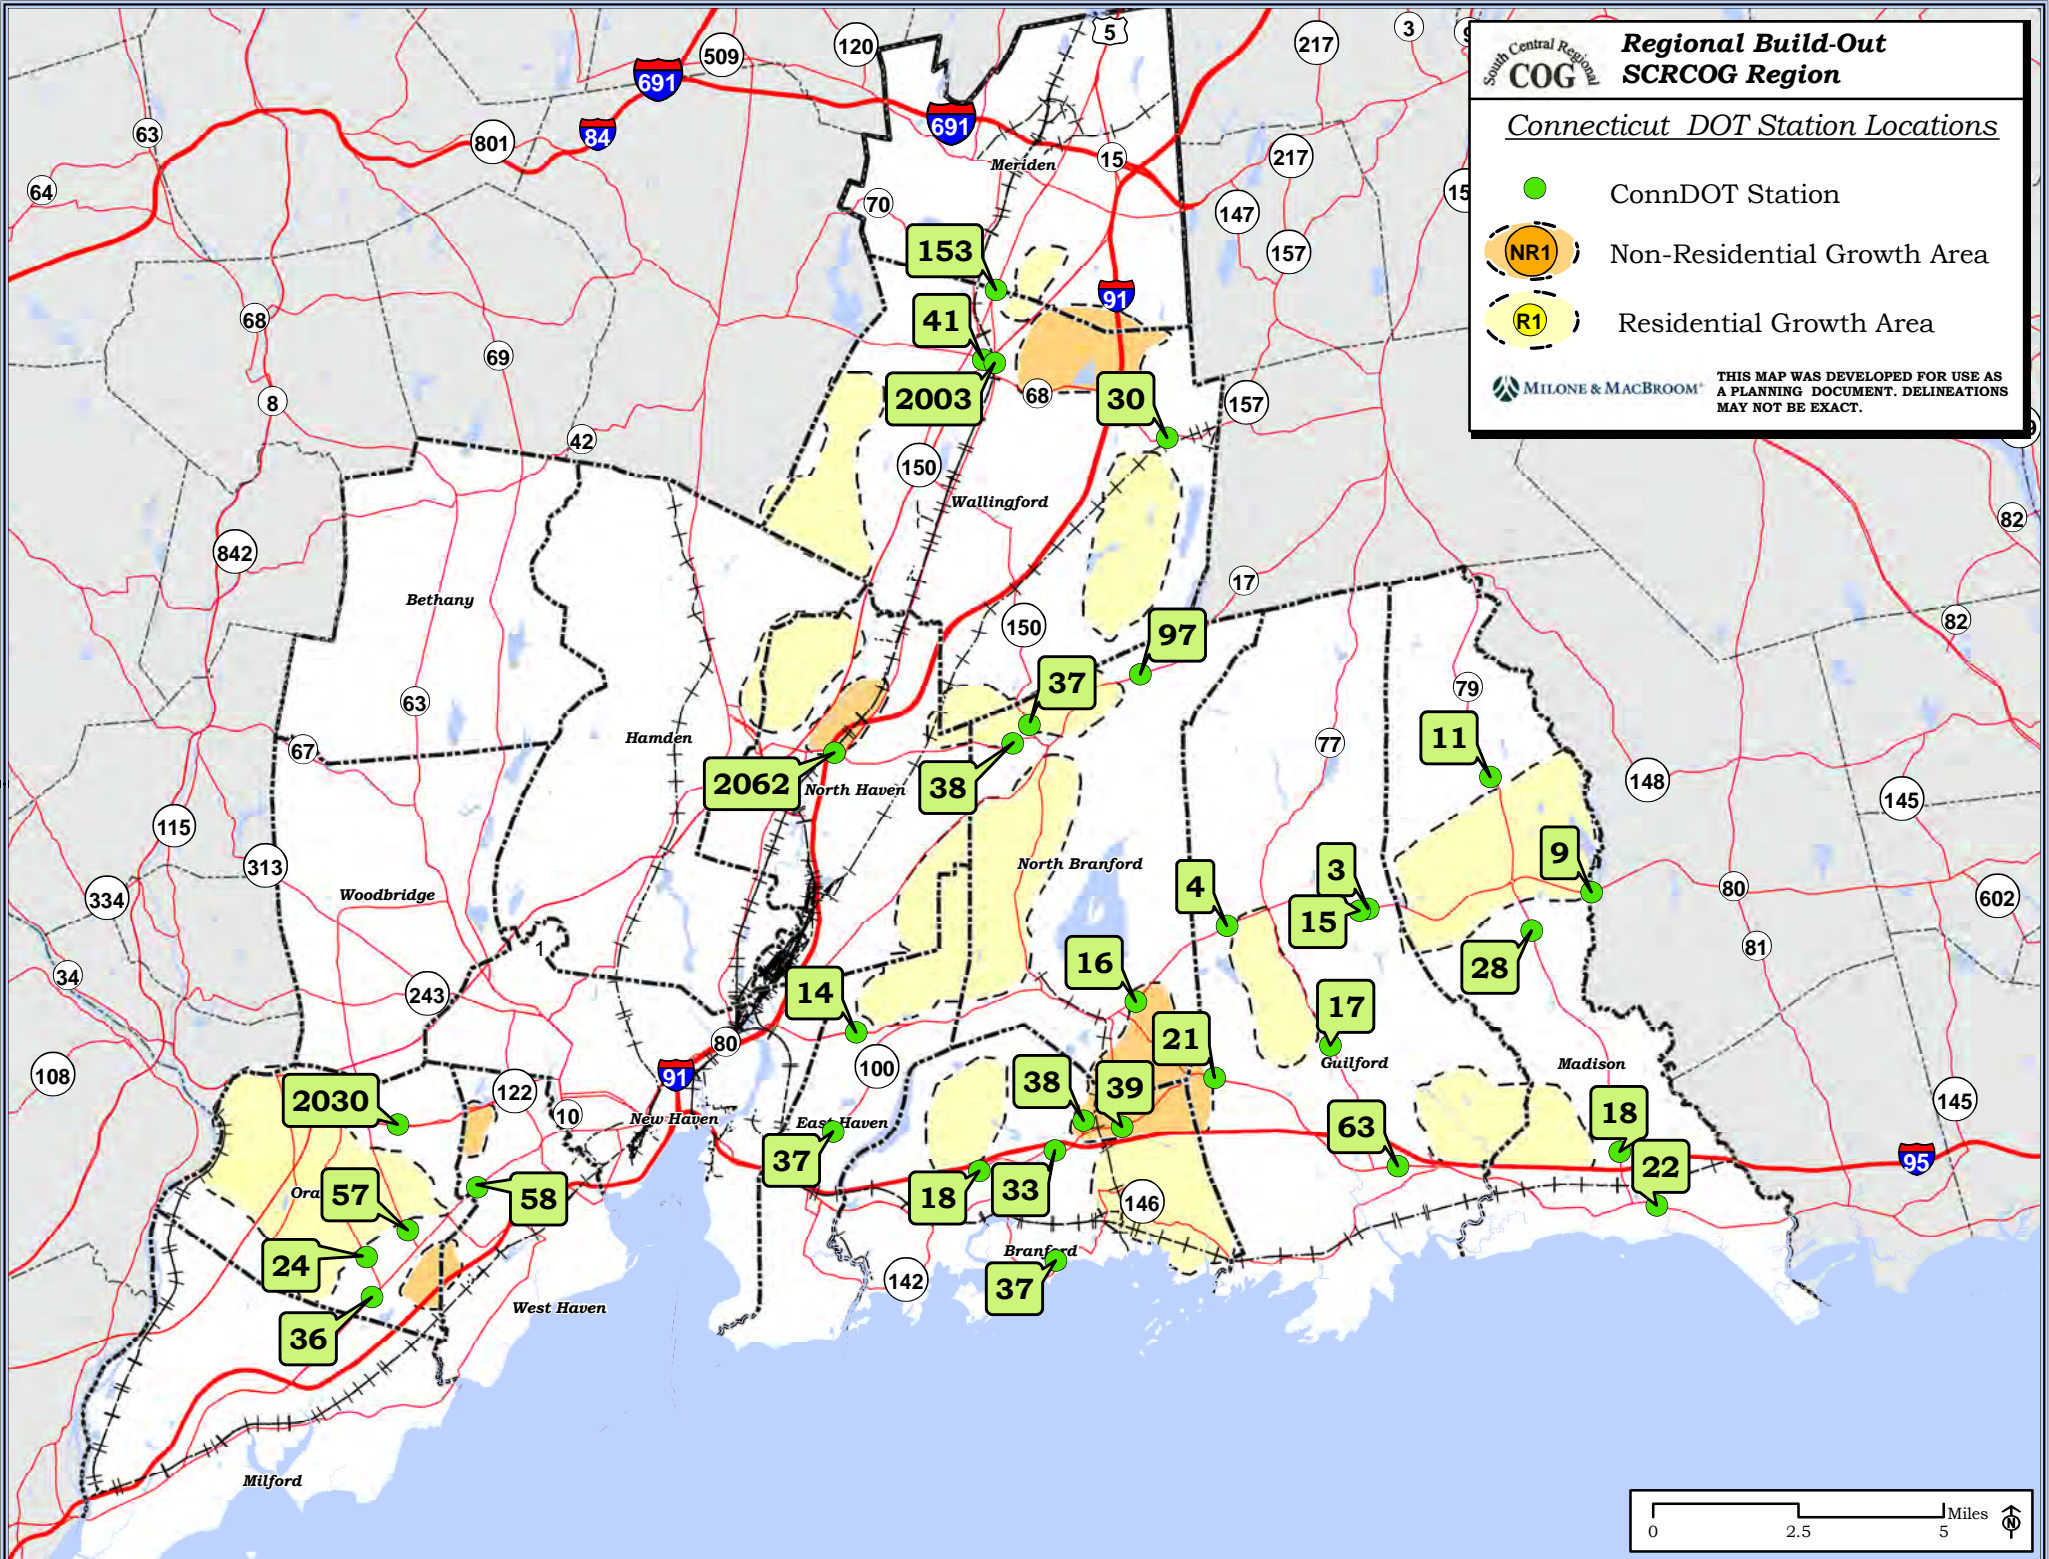 South Central Regional
COG
Regional Build-Out
SCRCOG Region
Connecticut DOT Station Locations
ConnDOT Station
NR1
Non-Residential Growth Area
R1
Residential Growth Area
MILONE & MACBROOM®
THIS MAP WAS DEVELOPED FOR USE AS
A PLANNING DOCUMENT. DELINEATIONS
MAY NOT BE EXACT.
5
217
3
120
509
691
84
691
63
801
15
217
64
Meriden
70
147
15
157
153
91
68
41
69
2003
68
30
157
8
42
150
Wallingford
82
842
17
Bethany
150
82
97
37
79
63
11
67
Hamden
77
2062
North Haven
38
148
145
115
9
313
North Branford
3
4
80
334
Woodbridge
15
602
1
81
34
16
28
243
14
17
80
21
108
91
100
Guilford
Madison
38
39
2030
122
10
New Haven
East Haven
63
18
145
37
95
22
57
Ora
58
18
33
146
24
Branford
142
37
36
West Haven
Milford
Miles
0
2.5
5
N